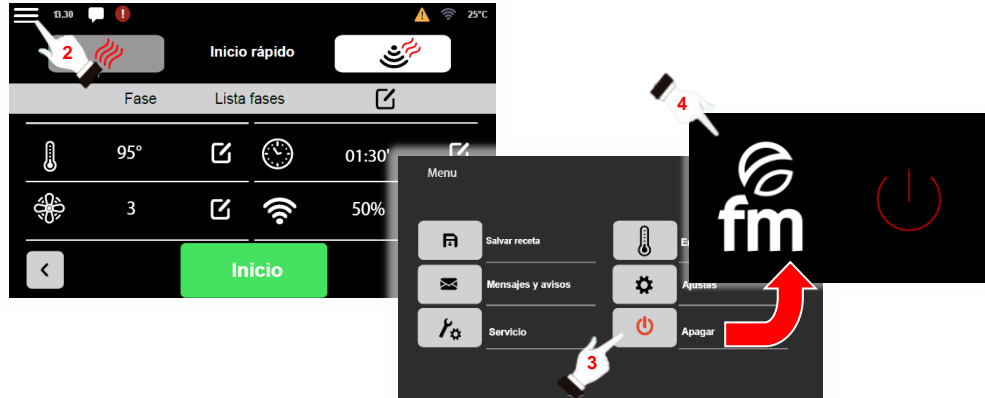 13.30
25°C
2
Inicio rápido
Fase
Lista fases
95°
01:30'
3
50%
Inicio
Menu
Salvar receta
Mensajes y avisos
Ajustes
Servicio
Apagar
3
4
fm